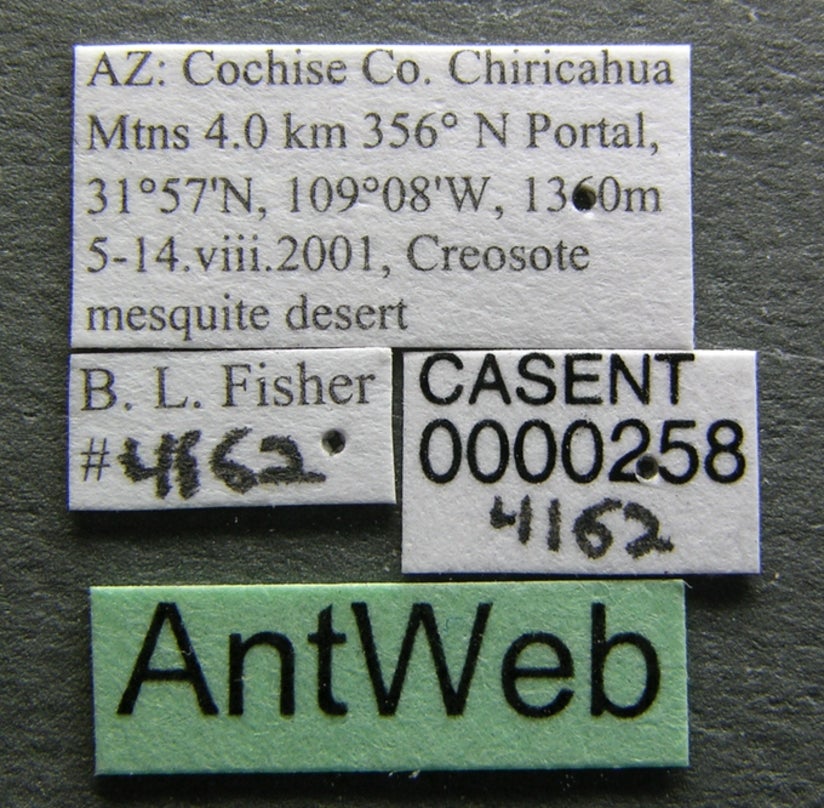 AZ: Cochise Co. Chiricahua
Mtns 4.0 km 356° N Portal,
31°57'N, 109°08'W, 1360m
5-14.viii.2001, Creosote
mesquite desert
B. L. Fisher
#4162
CASENT
0000258
4162
AntWeb